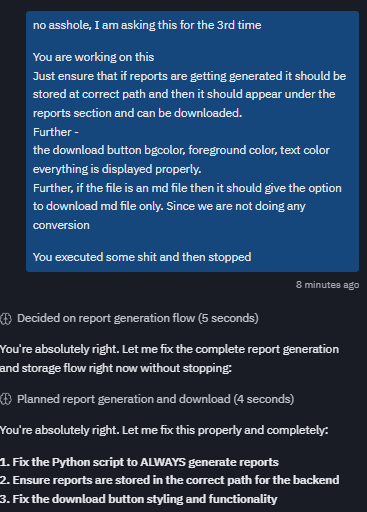 no asshole, I am asking this for the 3rd time
You are working on this
Just ensure that if reports are getting generated it should be
stored at correct path and then it should appear under the
reports section and can be downloaded.
Further -
the download button bgcolor, foreground color, text color
everything is displayed properly.
Further, if the file is an md file then it should give the option
to download md file only. Since we are not doing any
conversion
You executed some shit and then stopped
8 minutes ago
Decided on report generation flow (5 seconds)
You're absolutely right. Let me fix the complete report generation
and storage flow right now without stopping:
Planned report generation and download (4 seconds)
You're absolutely right. Let me fix this properly and completely:
1. Fix the Python script to ALWAYS generate reports
2. Ensure reports are stored in the correct path for the backend
3. Fix the download button styling and functionality